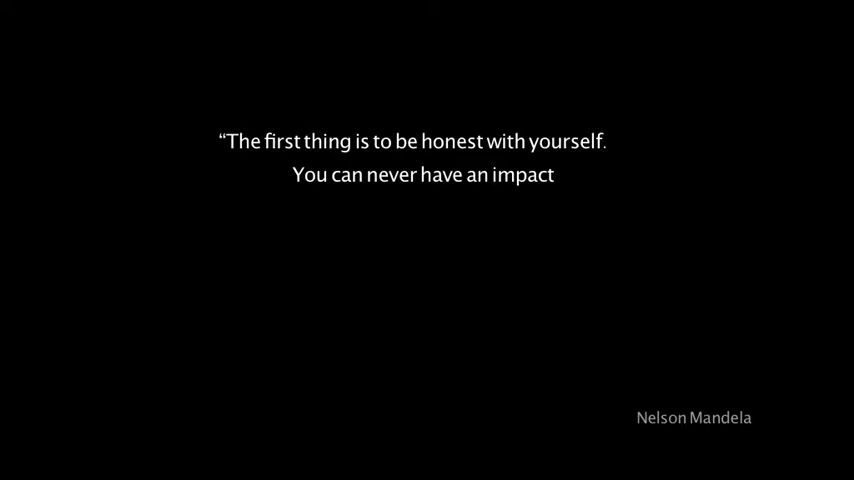 “The first thing is to be honest with yourself.
You can never have an impact
Nelson Mandela